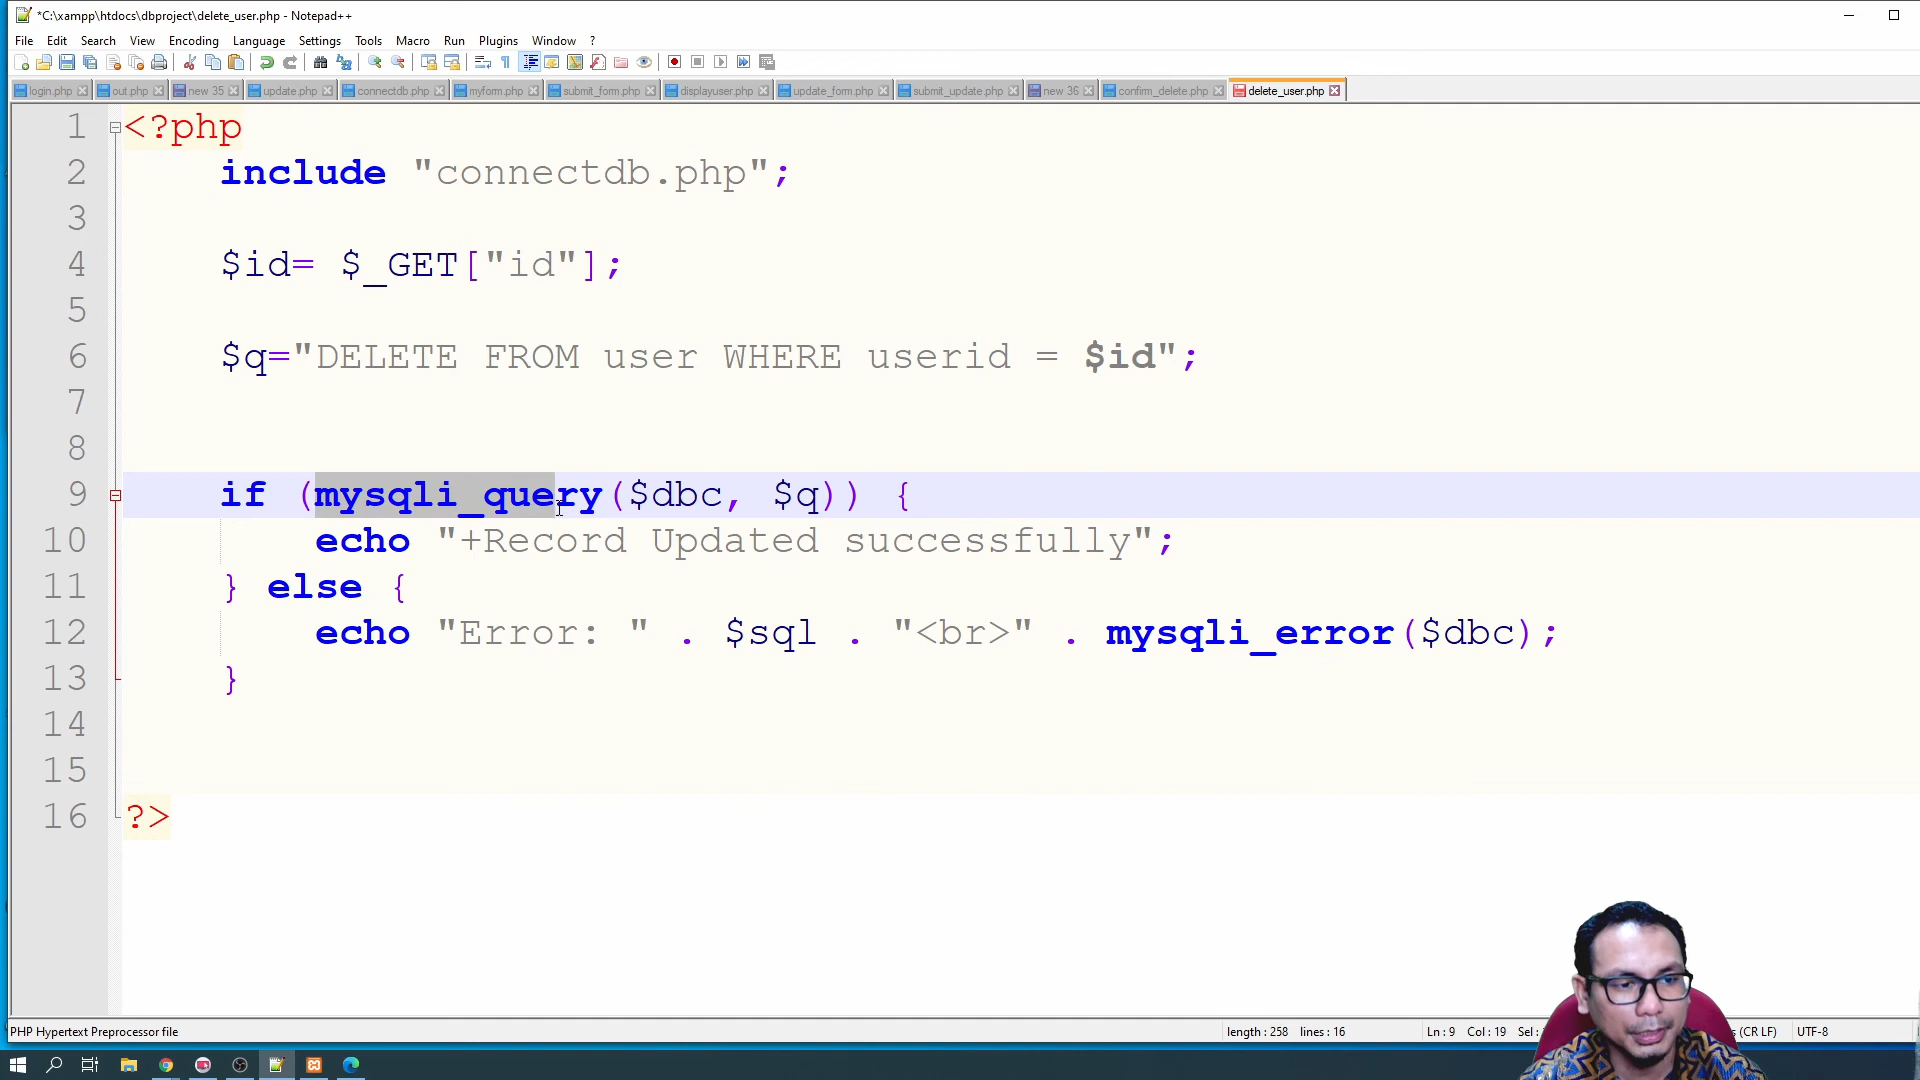 *C:\xampp\htdocs\dbproject\delete_user.php - Notepad++
File Edit Search View Encoding Language Settings Tools Macro Run Plugins Window ?
login.php out.php new 35 update.php connectdb.php myform.php submit_form.php displayuser.php update_form.php submit_update.php new 36 confirm_delete.php delete_user.php
1 <?php
2 include "connectdb.php";
3
4 $id= $_GET["id"];
5
6 $q="DELETE FROM user WHERE userid = $id";
7
8
9 if (mysqli_query($dbc, $q)) {
10 echo "+Record Updated successfully";
11 } else {
12 echo "Error: " . $sql . "<br>" . mysqli_error($dbc);
13 }
14
15
16 ?>
PHP Hypertext Preprocessor file length : 258 lines : 16 Ln : 9 Col : 19 Sel : (CR LF) UTF-8